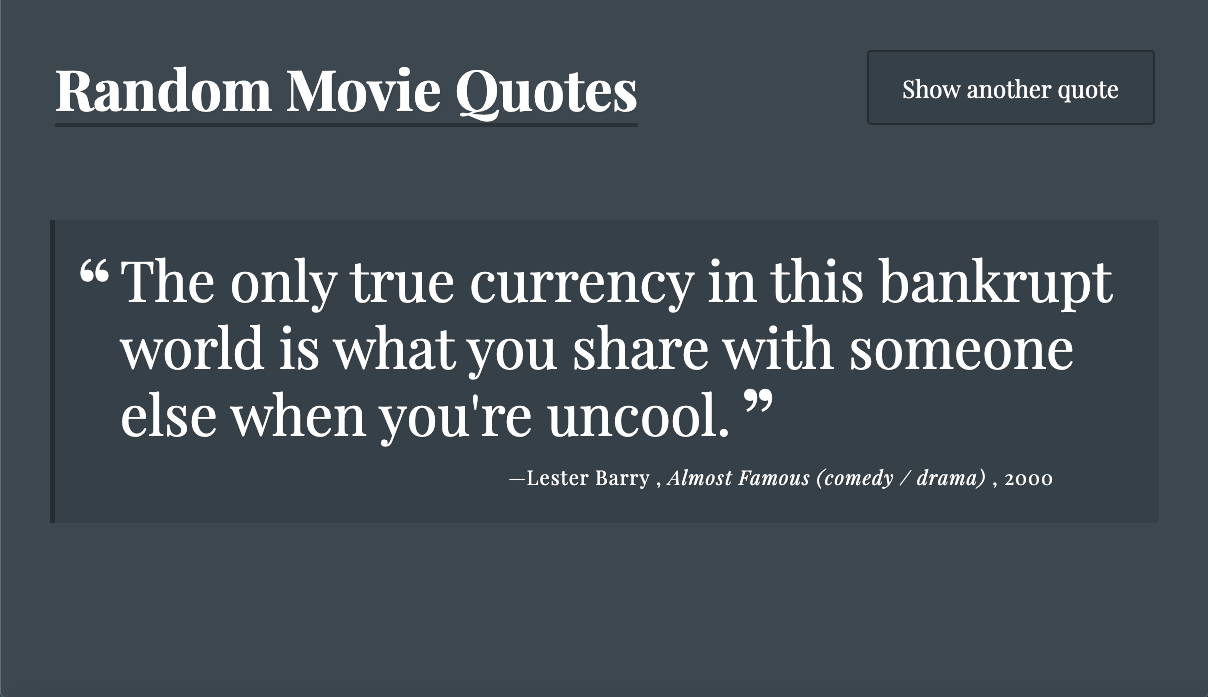 Random Movie Quotes
Show another quote
“ The only true currency in this bankrupt
world is what you share with someone
else when you're uncool. ”
—Lester Barry , Almost Famous (comedy / drama) , 2000